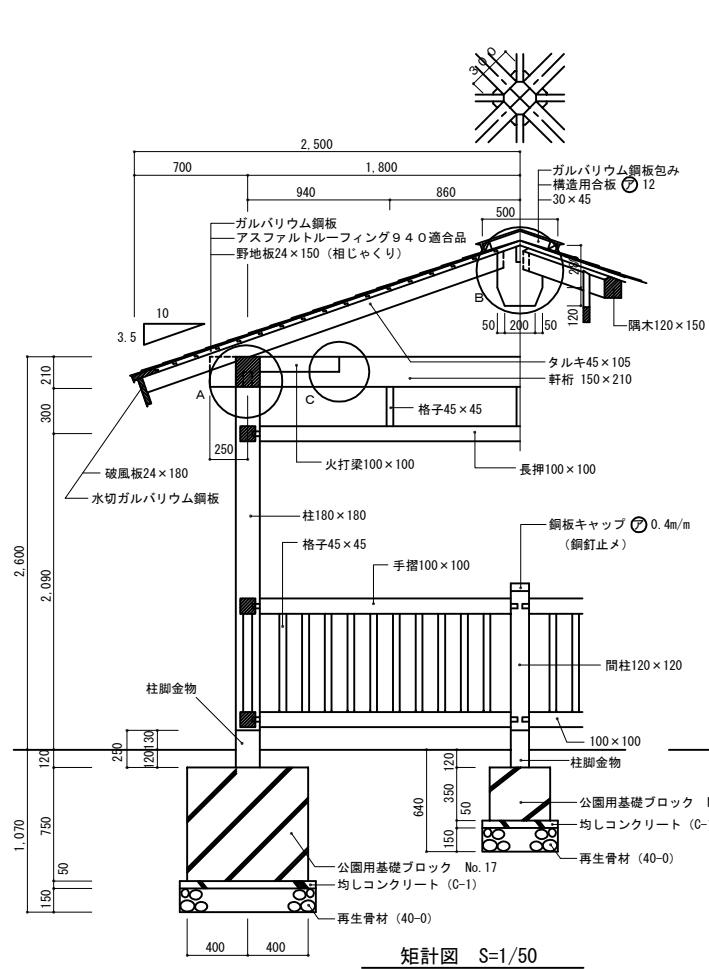 300
2,500
700
1,800
940
860
ガルバリウム鋼板包み
構造用合板 ア 12
30×45
500
ガルバリウム鋼板
アスファルトルーフィング940適合品
野地板24×150（相じゃくり）
B
120
50
200
50
隅木120×150
10
3.5
タルキ45×105
軒桁 150×210
210
A
C
300
格子45×45
250
火打梁100×100
長押100×100
破風板24×180
水切ガルバリウム鋼板
柱180×180
鋼板キャップ ア 0.4m/m
（鋼釘止メ）
格子45×45
手摺100×100
2,600
2,090
間柱120×120
柱脚金物
250
120
130
100×100
柱脚金物
120
120
640
350
50
150
公園用基礎ブロック
均しコンクリート（C-
再生骨材（40-0）
1,070
750
50
150
公園用基礎ブロック No.17
均しコンクリート（C-1）
再生骨材（40-0）
400
400
矩計図 S=1/50